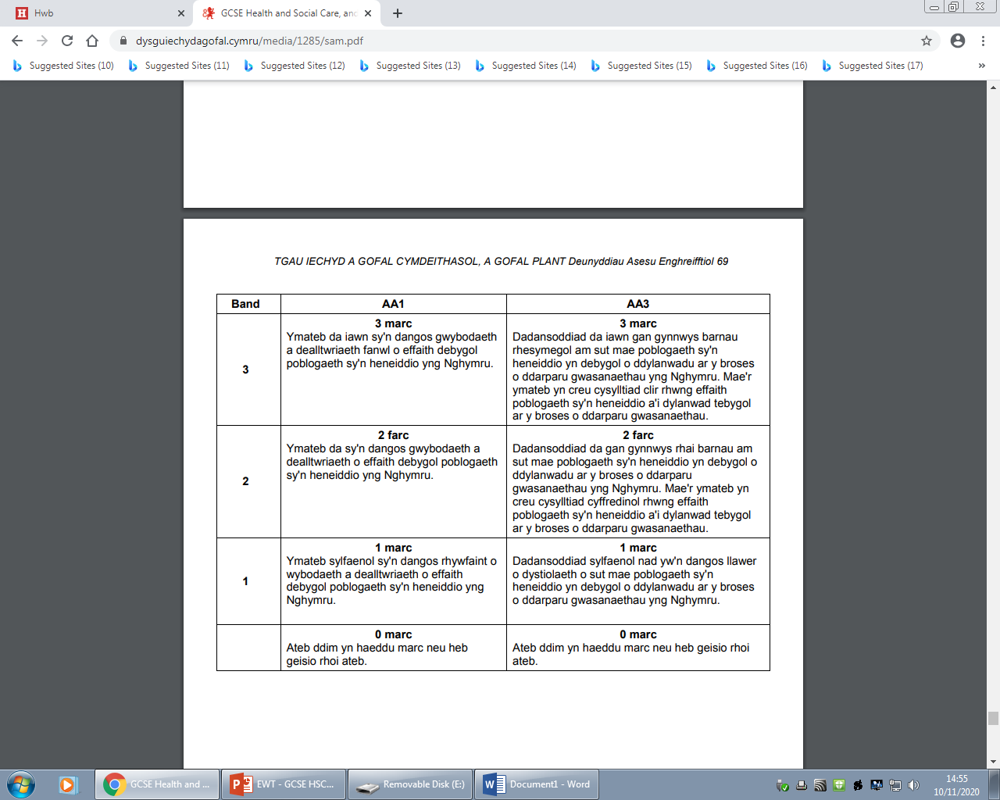 Hwb
GCSE Health and Social Care, and
dysguiechydagofal.cymru/media/1285/sam.pdf
Suggested Sites (10) Suggested Sites (11) Suggested Sites (12) Suggested Sites (13) Suggested Sites (14) Suggested Sites (15) Suggested Sites (16) Suggested Sites (17) »
TGAU IECHYD A GOFAL CYMDEITHASOL, A GOFAL PLANT Deunyddiau Asesu Enghreifftiol 69
Band AA1 AA3
3
3 marc
Ymateb da iawn sy'n dangos gwybodaeth
a dealltwriaeth fanwl o effaith debygol
poblogaeth sy'n heneiddio yng Nghymru.
3 marc
Dadansoddiad da iawn gan gynnwys barnau
rhesymegol am sut mae poblogaeth sy'n
heneiddio yn debygol o ddylanwadu ar y broses
o ddarparu gwasanaethau yng Nghymru. Mae'r
ymateb yn creu cysylltiad clir rhwng effaith
poblogaeth sy'n heneiddio a'i dylanwad tebygol
ar y broses o ddarparu gwasanaethau.
2
2 farc
Ymateb da sy'n dangos gwybodaeth a
dealltwriaeth o effaith debygol poblogaeth
sy'n heneiddio yng Nghymru.
2 farc
Dadansoddiad da gan gynnwys rhai barnau am
sut mae poblogaeth sy'n heneiddio yn debygol o
ddylanwadu ar y broses o ddarparu
gwasanaethau yng Nghymru. Mae'r ymateb yn
creu cysylltiad cyffredinol rhwng effaith
poblogaeth sy'n heneiddio a'i dylanwad tebygol
ar y broses o ddarparu gwasanaethau.
1
1 marc
Ymateb sylfaenol sy'n dangos rhywfaint o
wybodaeth a dealltwriaeth o effaith
debygol poblogaeth sy'n heneiddio yng
Nghymru.
1 marc
Dadansoddiad sylfaenol nad yw'n dangos llawer
o dystiolaeth o sut mae poblogaeth sy'n
heneiddio yn debygol o ddylanwadu ar y broses
o ddarparu gwasanaethau yng Nghymru.
0 marc
Ateb ddim yn haeddu marc neu heb
geisio rhoi ateb.
0 marc
Ateb ddim yn haeddu marc neu heb geisio rhoi
ateb.
GCSE Health and ...
EWT - GCSE HSC...
Removable Disk (E:)
Document1 - Word
14:55
10/11/2020